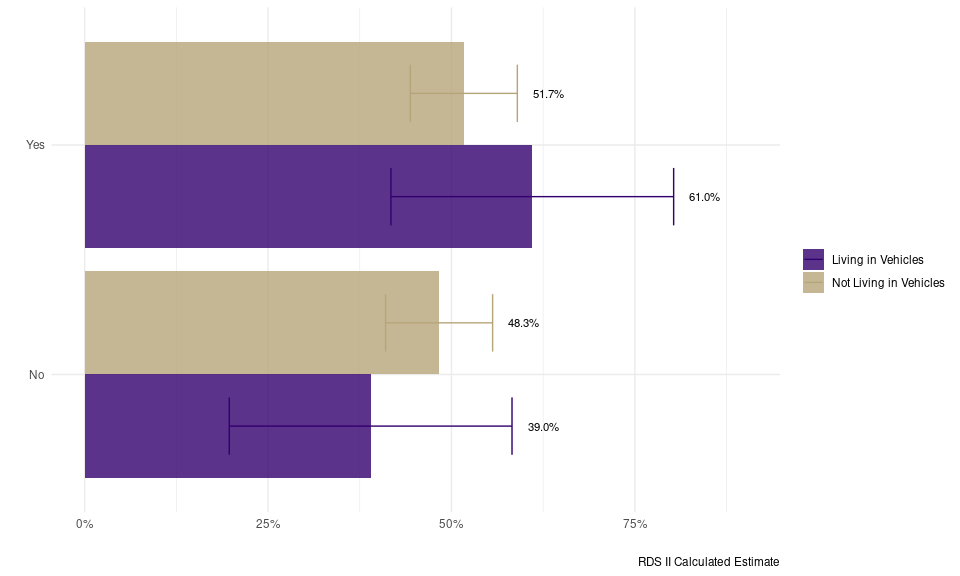 51.7%
Yes
61.0%
Living in Vehicles
Not Living in Vehicles
48.3%
No
39.0%
0% 25% 50% 75%
RDS II Calculated Estimate